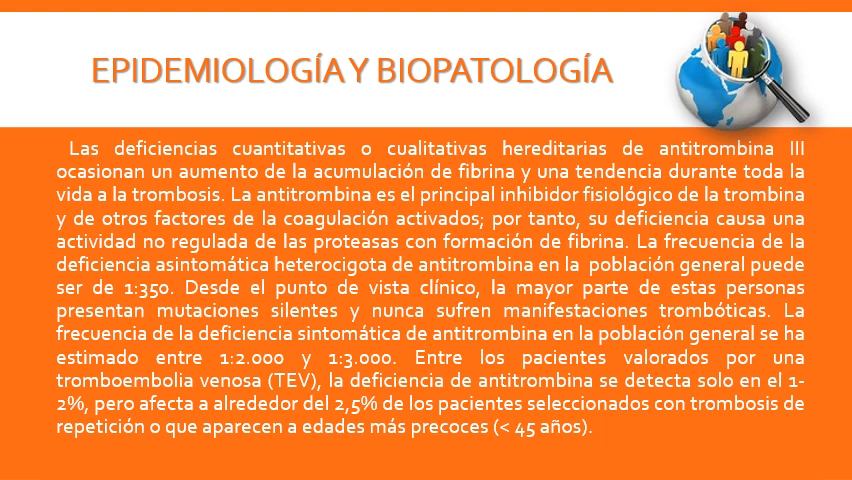 EPIDEMIOLOGÍA Y BIOPATOLOGÍA
Las deficiencias cuantitativas o cualitativas hereditarias de antitrombina III
ocasionan un aumento de la acumulación de fibrina y una tendencia durante toda la
vida a la trombosis. La antitrombina es el principal inhibidor fisiológico de la trombina
y de otros factores de la coagulación activados; por tanto, su deficiencia causa una
actividad no regulada de las proteasas con formación de fibrina. La frecuencia de la
deficiencia asintomática heterocigota de antitrombina en la población general puede
ser de 1:350. Desde el punto de vista clínico, la mayor parte de estas personas
presentan mutaciones silentes y nunca sufren manifestaciones trombóticas. La
frecuencia de la deficiencia sintomática de antitrombina en la población general se ha
estimado entre 1:2.000 y 1:3.000. Entre los pacientes valorados por una
tromboembolia venosa (TEV), la deficiencia de antitrombina se detecta solo en el 1-
2%, pero afecta a alrededor del 2,5% de los pacientes seleccionados con trombosis de
repetición o que aparecen a edades más precoces (< 45 años).